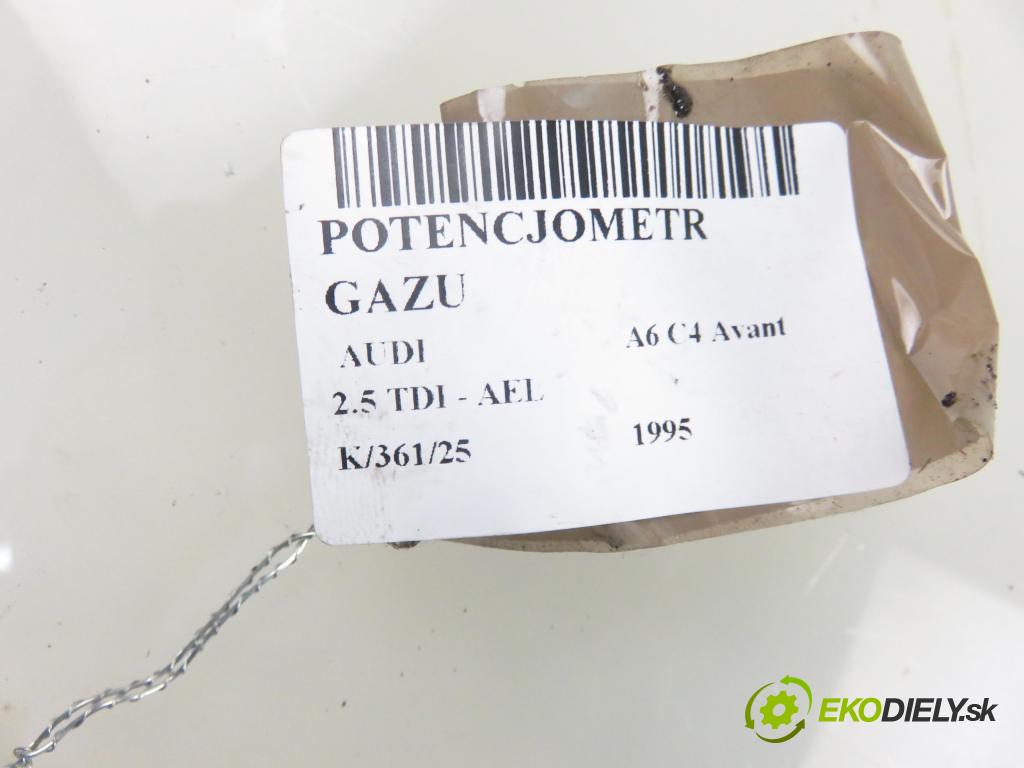 POTENCJOMETR
GAZU
AUDI A6 C4 Avant
2.5 TDI - AEL
K/361/25 1995
EKODIELY.sk